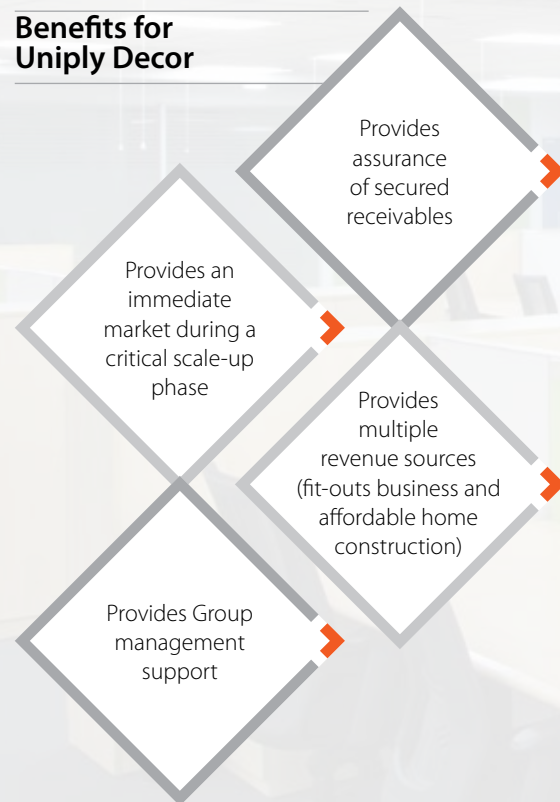 Benefits for
Uniply Decor
Provides
assurance
of secured
receivables
Provides an
immediate
market during a
critical scale-up
phase
Provides
multiple
revenue sources
(fit-outs business and
affordable home
construction)
Provides Group
management
support